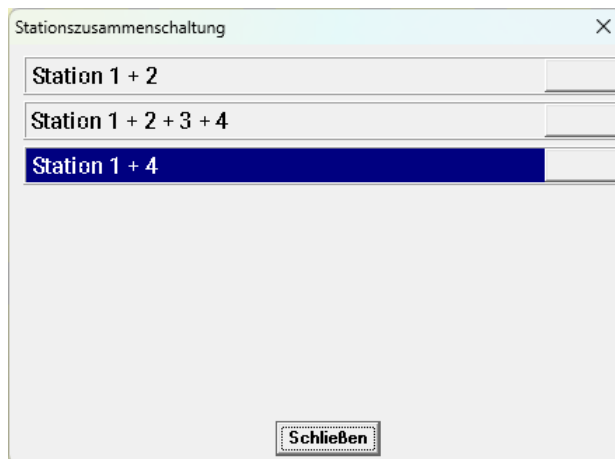 Stationszusammenschaltung
Station 1 + 2
Station 1 + 2 + 3 + 4
Station 1 + 4
Schließen